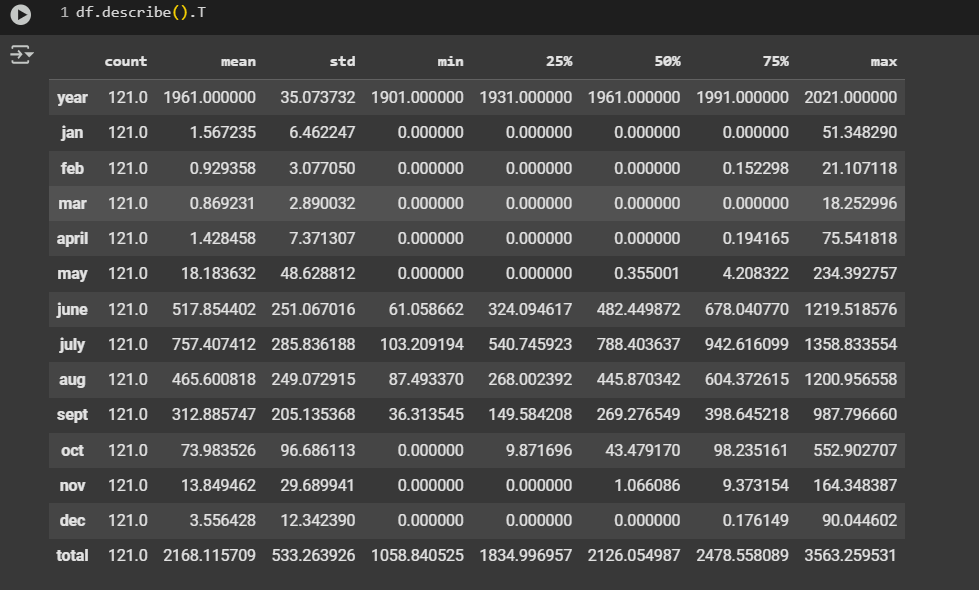 1 df.describe().T
count mean std min 25% 50% 75% max
year 121.0 1961.000000 35.073732 1901.000000 1931.000000 1961.000000 1991.000000 2021.000000
jan 121.0 1.567235 6.462247 0.000000 0.000000 0.000000 0.000000 51.348290
feb 121.0 0.929358 3.077050 0.000000 0.000000 0.000000 0.152298 21.107118
mar 121.0 0.869231 2.890032 0.000000 0.000000 0.000000 0.000000 18.252996
april 121.0 1.428458 7.371307 0.000000 0.000000 0.000000 0.194165 75.541818
may 121.0 18.183632 48.628812 0.000000 0.000000 0.355001 4.208322 234.392757
june 121.0 517.854402 251.067016 61.058662 324.094617 482.449872 678.040770 1219.518576
july 121.0 757.407412 285.836188 103.209194 540.745923 788.403637 942.616099 1358.833554
aug 121.0 465.600818 249.072915 87.493370 268.002392 445.870342 604.372615 1200.956558
sept 121.0 312.885747 205.135368 36.313545 149.584208 269.276549 398.645218 987.796660
oct 121.0 73.983526 96.686113 0.000000 9.871696 43.479170 98.235161 552.902707
nov 121.0 13.849462 29.689941 0.000000 0.000000 1.066086 9.373154 164.348387
dec 121.0 3.556428 12.342390 0.000000 0.000000 0.000000 0.176149 90.044602
total 121.0 2168.115709 533.263926 1058.840525 1834.996957 2126.054987 2478.558089 3563.259531